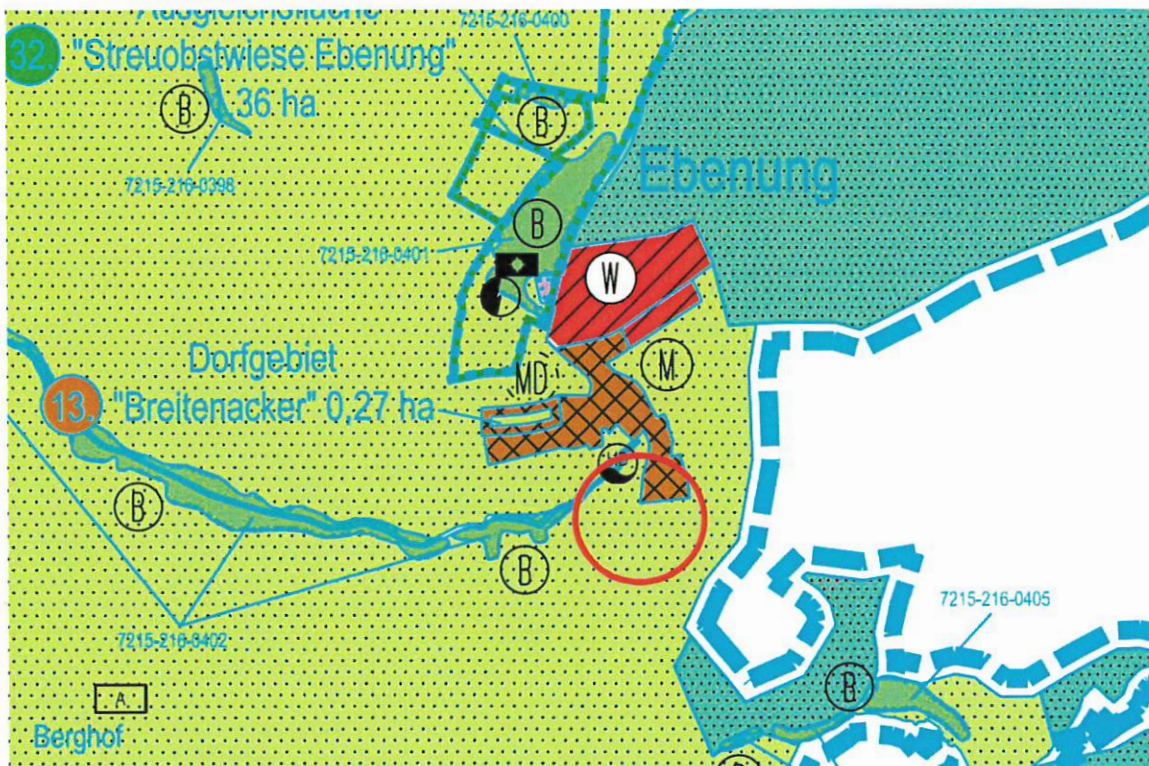 Ausgleichsfläche
7215-216-0400
32. "Streuobstwiese Ebenung"
B 36 ha
B
7215-216-0398
Ebenung
B
7215-216-0401
W
Dorfgebiet
MD
M
13. "Breitenacker" 0,27 ha
B
B
7215-216-0402
7215-216-0405
B
A
Berghof